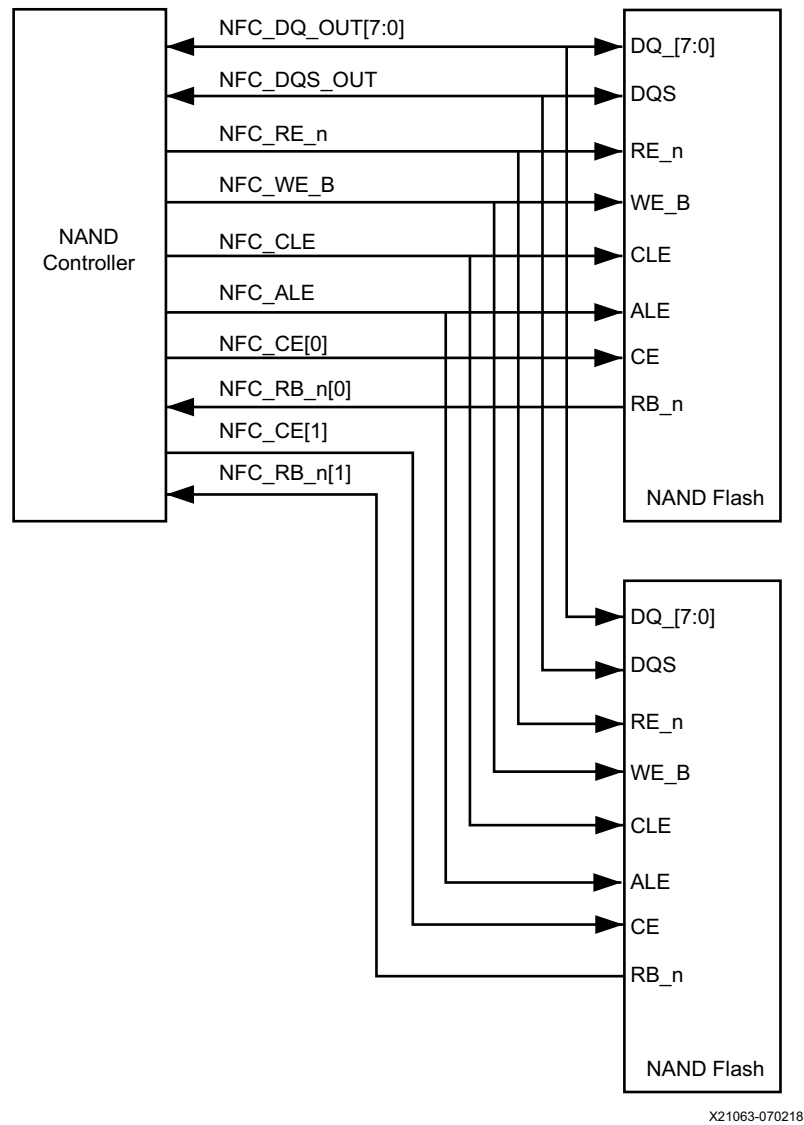 NFC_DQ_OUT[7:0]
DQ_[7:0]
NFC_DQS_OUT
DQS
NFC_RE_n
RE_n
NFC_WE_B
WE_B
NAND
Controller
NFC_CLE
CLE
NFC_ALE
ALE
NFC_CE[0]
CE
NFC_RB_n[0]
RB_n
NFC_CE[1]
NFC_RB_n[1]
NAND Flash
DQ_[7:0]
DQS
RE_n
WE_B
CLE
ALE
CE
RB_n
NAND Flash
X21063-070218